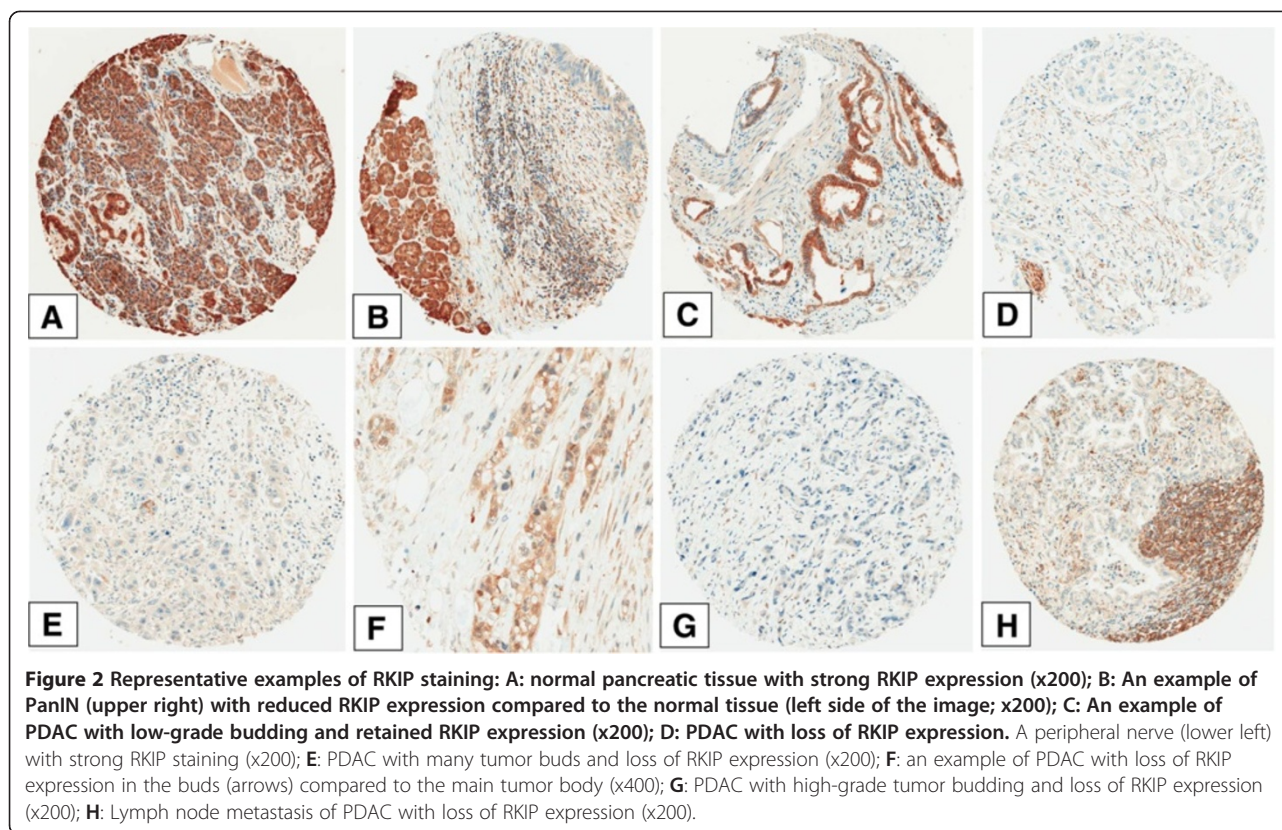 A
B
C
D
E
F
G
H
Figure 2 Representative examples of RKIP staining: A: normal pancreatic tissue with strong RKIP expression (x200); B: An example of
PanIN (upper right) with reduced RKIP expression compared to the normal tissue (left side of the image; x200); C: An example of
PDAC with low-grade budding and retained RKIP expression (x200); D: PDAC with loss of RKIP expression. A peripheral nerve (lower left)
with strong RKIP staining (x200); E: PDAC with many tumor buds and loss of RKIP expression (x200); F: an example of PDAC with loss of RKIP
expression in the buds (arrows) compared to the main tumor body (x400); G: PDAC with high-grade tumor budding and loss of RKIP expression
(x200); H: Lymph node metastasis of PDAC with loss of RKIP expression (x200).